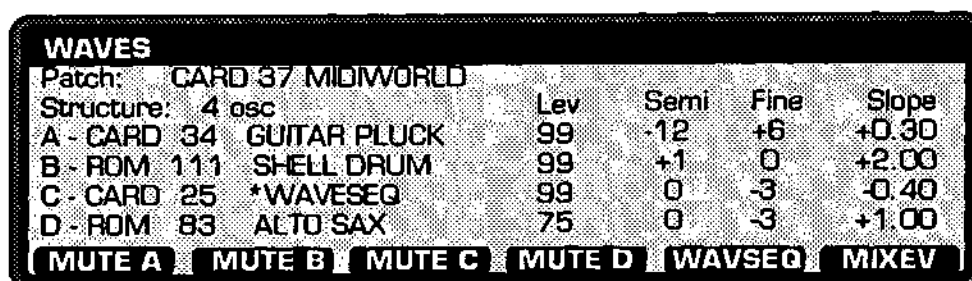 WAVES
Patch: CARD 37 MIDIWORLD
Structure: 4 osc Lev Semi Fine Slope
A - CARD 34 GUITAR PLUCK 99 -12 +6 +0.30
B - ROM 111 SHELL DRUM 99 +1 0 +2.00
C - CARD 25 *WAVESEQ 99 0 -3 -0.40
D - ROM 83 ALTO SAX 75 0 -3 +1.00
MUTE A MUTE B MUTE C MUTE D WAVSEQ MIXEV